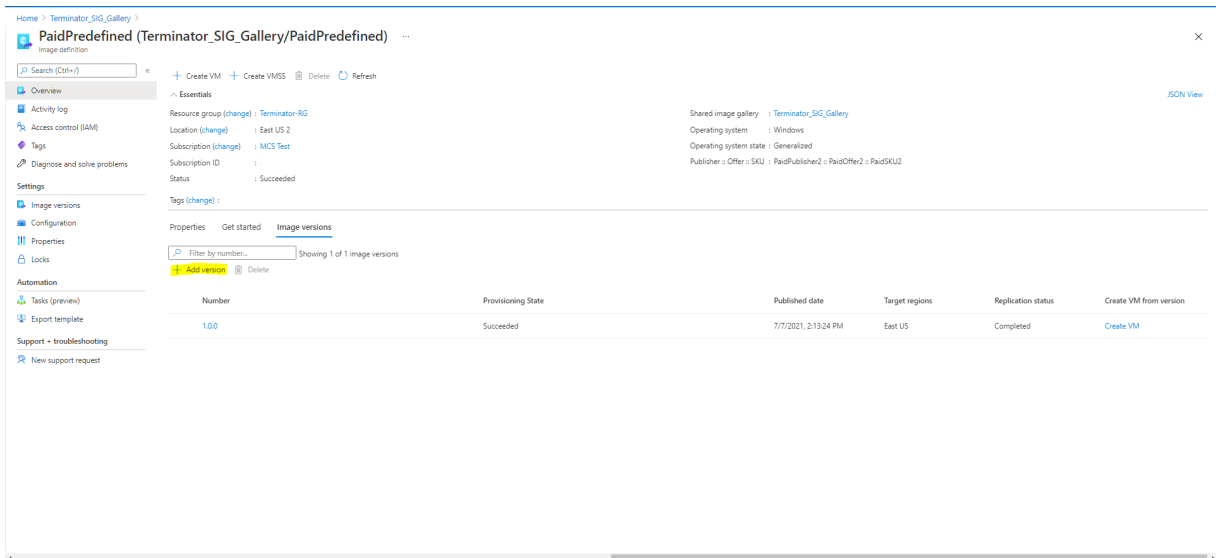 Home > Terminator_SIG_Gallery >
PaidPredefined (Terminator_SIG_Gallery/PaidPredefined) ...
Image definition
Search (Ctrl+/) «
Overview
Activity log
Access control (IAM)
Tags
Diagnose and solve problems
Settings
Image versions
Configuration
Properties
Locks
Automation
Tasks (preview)
Export template
Support + troubleshooting
New support request
+ Create VM + Create VMSS Delete Refresh
Essentials JSON View
Resource group (change) : Terminator-RG
Location (change) : East US 2
Subscription (change) : MCS Test
Subscription ID :
Status : Succeeded
Shared image gallery : Terminator_SIG_Gallery
Operating system : Windows
Operating system state : Generalized
Publisher :: Offer :: SKU : PaidPublisher2 :: PaidOffer2 :: PaidSKU2
Tags (change) :
Properties Get started Image versions
Filter by number... Showing 1 of 1 image versions
+ Add version Delete
Number Provisioning State Published date Target regions Replication status Create VM from version
1.0.0 Succeeded 7/7/2021, 2:13:24 PM East US Completed Create VM